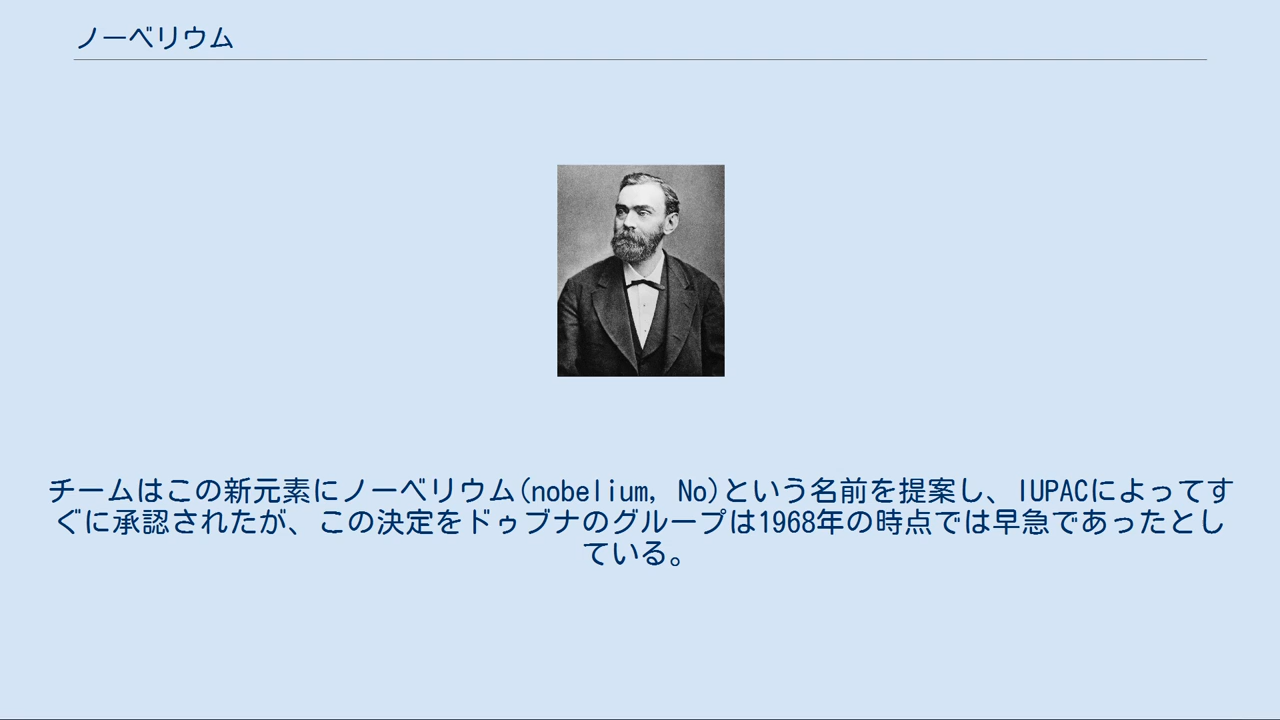 ノーベリウム
チームはこの新元素にノーベリウム(nobelium, No)という名前を提案し、IUPACによってす
ぐに承認されたが、この決定をドゥブナのグループは1968年の時点では早急であったとし
ている。